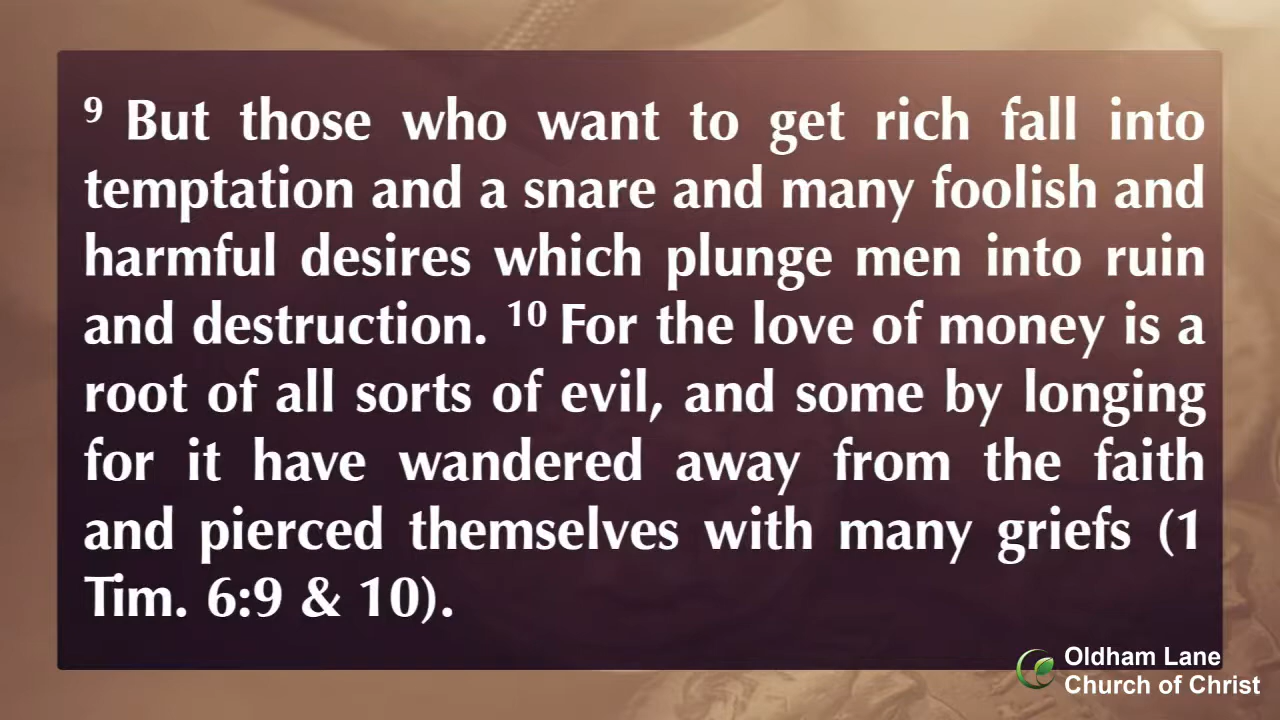 ⁹ But those who want to get rich fall into
temptation and a snare and many foolish and
harmful desires which plunge men into ruin
and destruction. ¹⁰ For the love of money is a
root of all sorts of evil, and some by longing
for it have wandered away from the faith
and pierced themselves with many griefs (1
Tim. 6:9 & 10).
Oldham Lane
Church of Christ